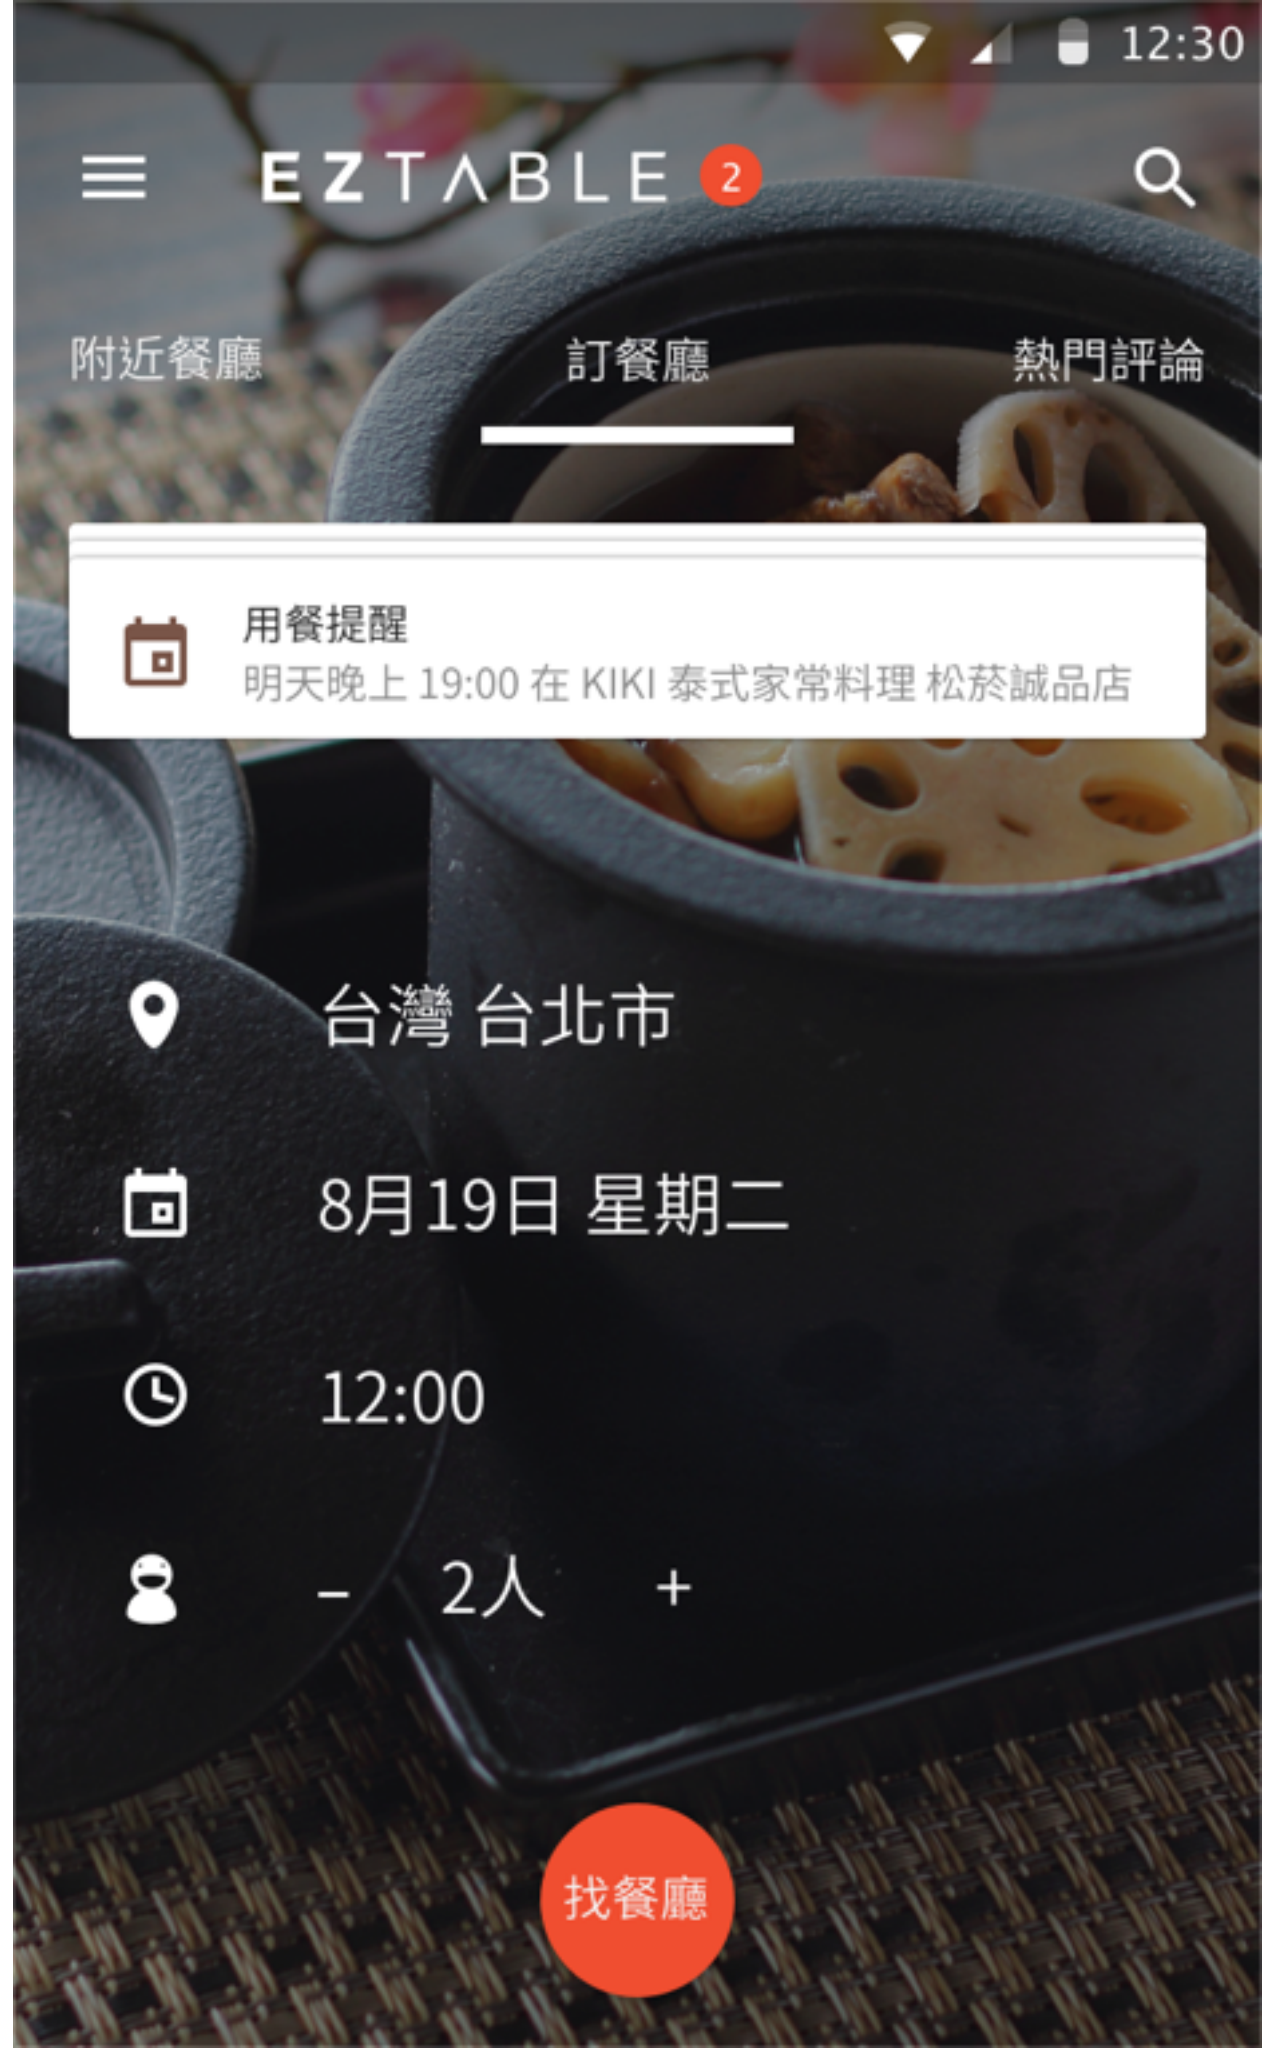 12:30
EZTABLE 2
附近餐廳 訂餐廳 熱門評論
用餐提醒
明天晚上 19:00 在 KIKI 泰式家常料理 松菸誠品店
台灣 台北市
8月19日 星期二
12:00
– 2人 +
找餐廳